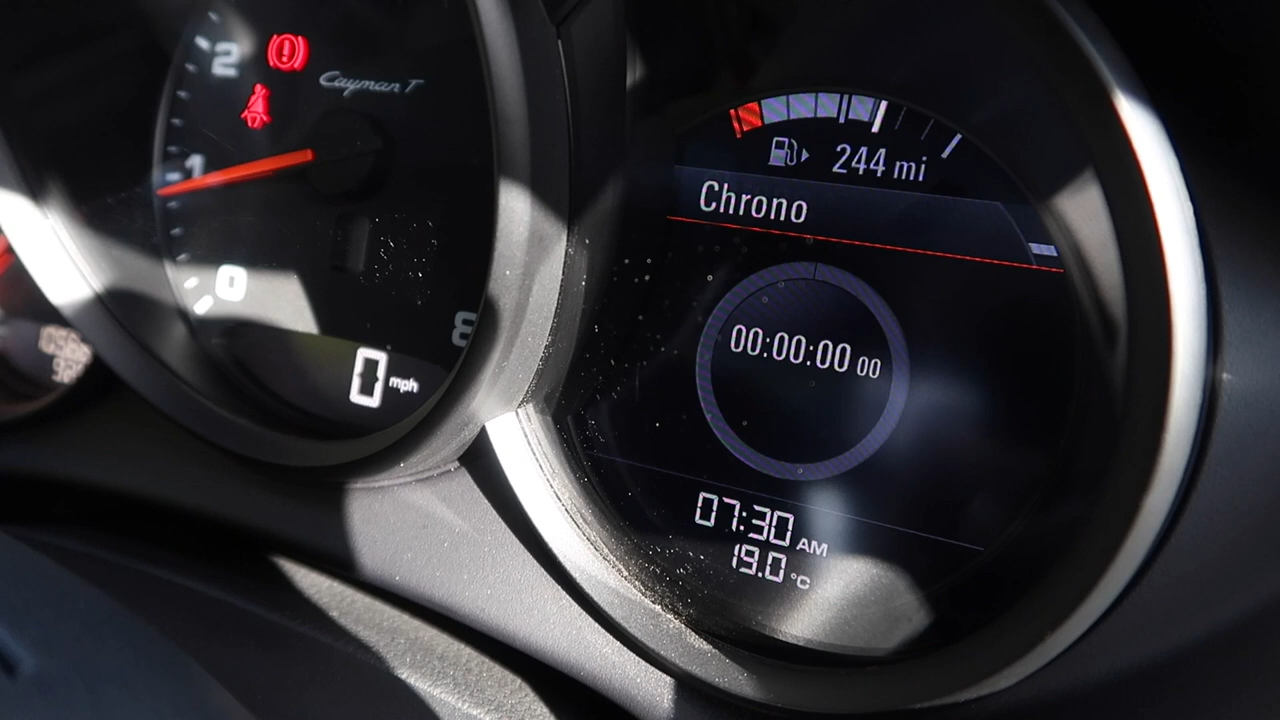 2
Cayman T
1
0
8
0 mph
244 mi
Chrono
00:00:00 00
07:30 AM
19.0 °C